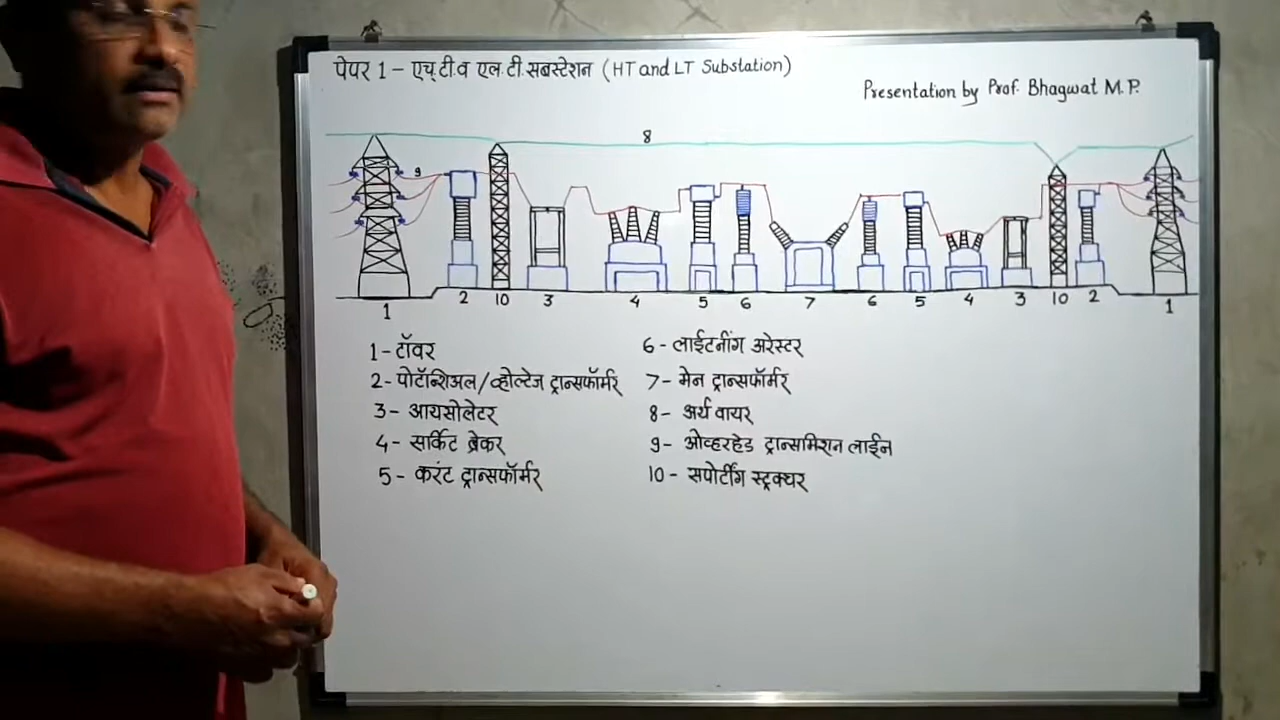 पेपर 1 - एच.टी.व एल.टी.सबस्टेशन (HT and LT Substation)
Presentation by Prof. Bhagwat M.P.
8
9
1 2 10 3 4 5 6 7 6 5 4 3 10 2 1
1 - टॉवर
2 - पोटॅन्शिअल/व्होल्टेज ट्रान्सफॉर्मर
3 - आयसोलेटर
4 - सर्किट ब्रेकर
5 - करंट ट्रान्सफॉर्मर
6 - लाईटनींग अरेस्टर
7 - मेन ट्रान्सफॉर्मर
8 - अर्थ वायर
9 - ओव्हरहेड ट्रान्समिशन लाईन
10 - सपोर्टींग स्ट्रक्चर